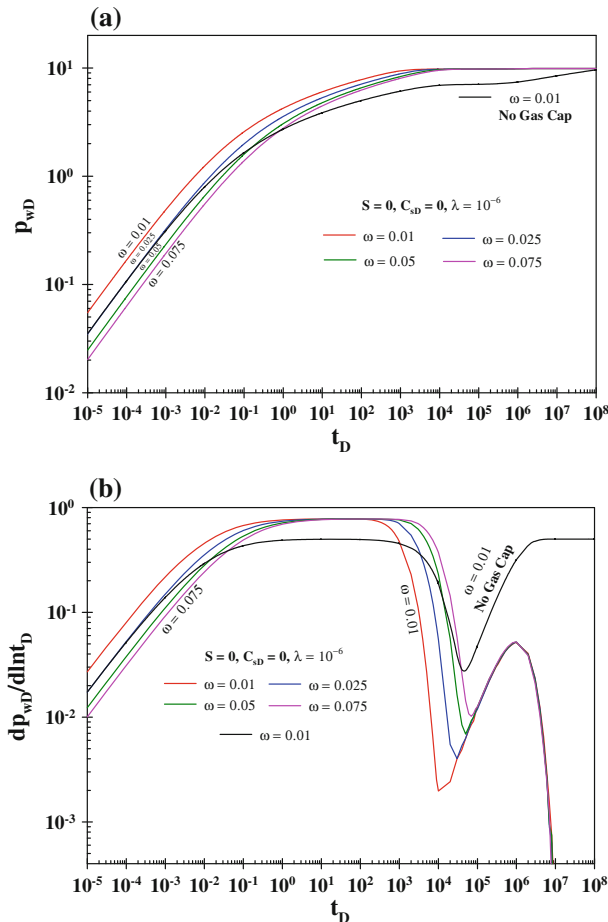 (a)
10²
10¹
10⁰
10⁻¹
10⁻²
p_wD
ω = 0.01
No Gas Cap
S = 0, C_sD = 0, λ = 10⁻⁶
ω = 0.01
ω = 0.025
ω = 0.05
ω = 0.075
ω = 0.01
ω = 0.025
ω = 0.05
ω = 0.075
10⁻⁵ 10⁻⁴ 10⁻³ 10⁻² 10⁻¹ 10⁰ 10¹ 10² 10³ 10⁴ 10⁵ 10⁶ 10⁷ 10⁸
t_D
(b)
10⁰
10⁻¹
10⁻²
10⁻³
dp_wD/dlnt_D
ω = 0.075
ω = 0.01
ω = 0.01
No Gas Cap
S = 0, C_sD = 0, λ = 10⁻⁶
ω = 0.01
ω = 0.025
ω = 0.05
ω = 0.075
ω = 0.01
10⁻⁵ 10⁻⁴ 10⁻³ 10⁻² 10⁻¹ 10⁰ 10¹ 10² 10³ 10⁴ 10⁵ 10⁶ 10⁷ 10⁸
t_D